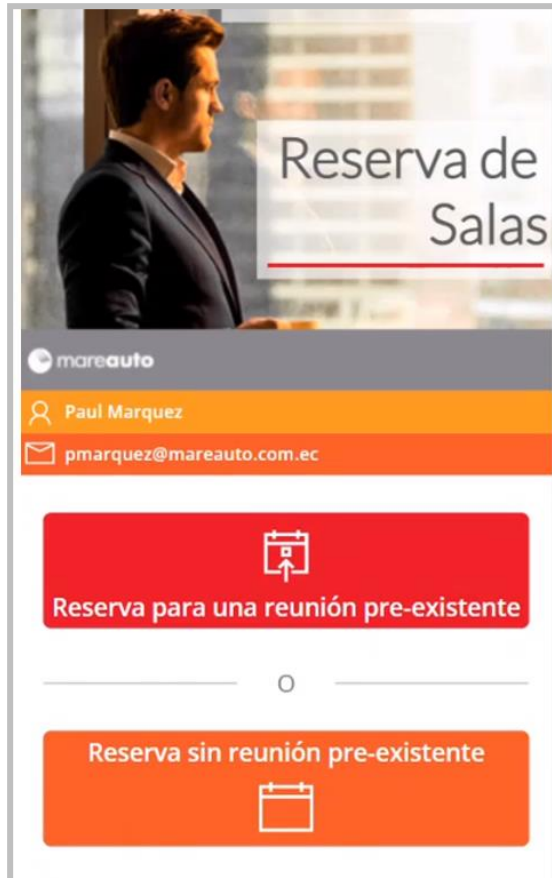 Reserva de
Salas
mareauto
Paul Marquez
pmarquez@mareauto.com.ec
Reserva para una reunión pre-existente
O
Reserva sin reunión pre-existente